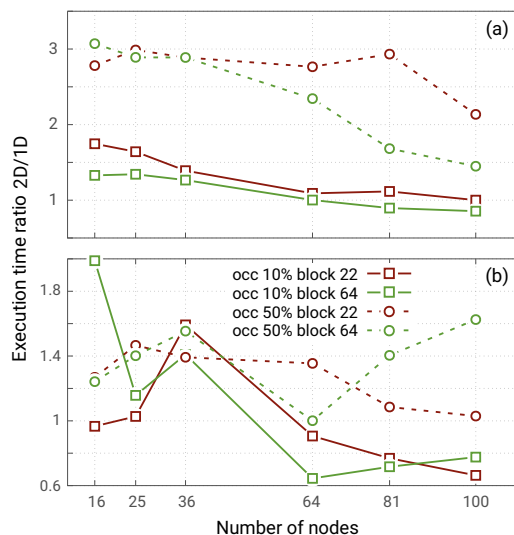 (a)
3
2
1
Execution time ratio 2D/1D
(b)
occ 10% block 22
occ 10% block 64
occ 50% block 22
occ 50% block 64
1.8
1.4
1
0.6
16 25 36 64 81 100
Number of nodes